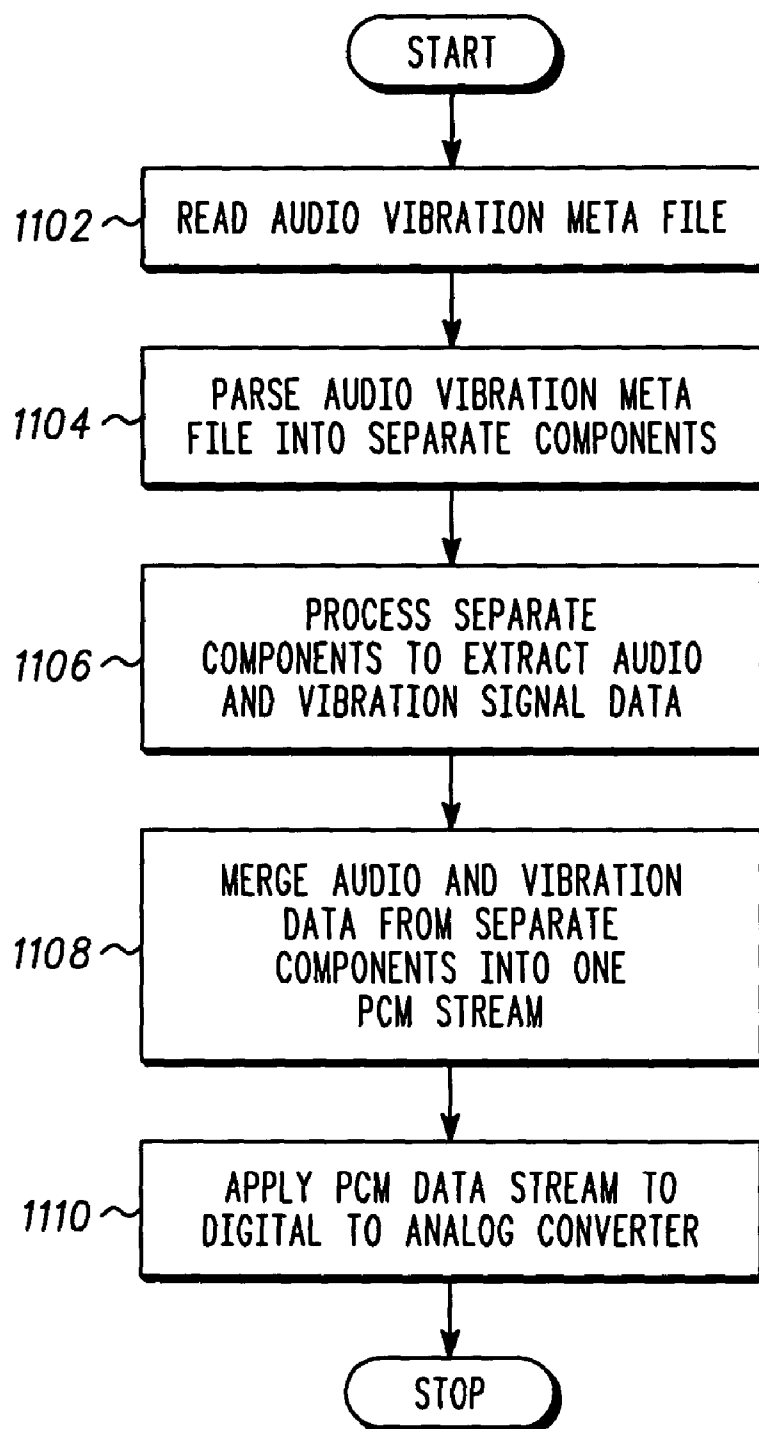 START
1102
READ AUDIO VIBRATION META FILE
1104
PARSE AUDIO VIBRATION META
FILE INTO SEPARATE COMPONENTS
1106
PROCESS SEPARATE
COMPONENTS TO EXTRACT AUDIO
AND VIBRATION SIGNAL DATA
1108
MERGE AUDIO AND VIBRATION
DATA FROM SEPARATE
COMPONENTS INTO ONE
PCM STREAM
1110
APPLY PCM DATA STREAM TO
DIGITAL TO ANALOG CONVERTER
STOP